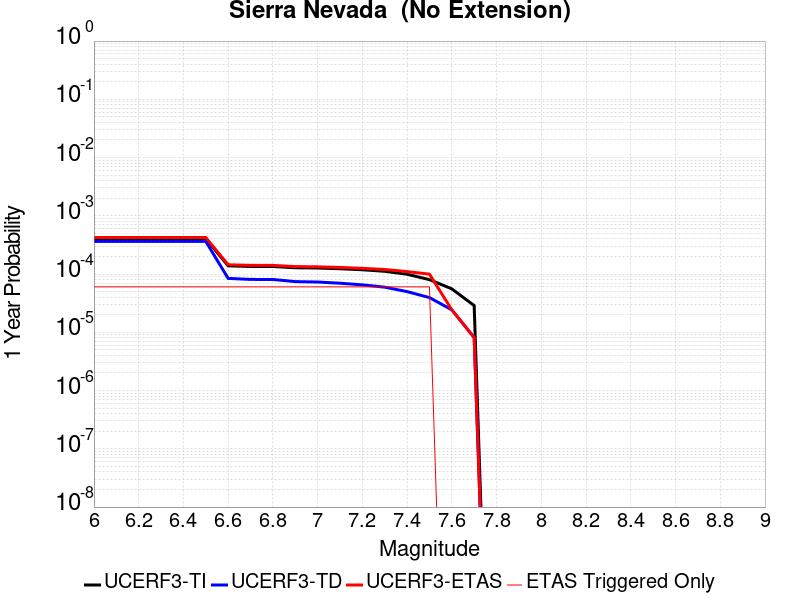 Sierra Nevada  (No Extension)
10^0
10^-1
10^-2
10^-3
10^-4
10^-5
10^-6
10^-7
10^-8
1 Year Probability
6 6.2 6.4 6.6 6.8 7 7.2 7.4 7.6 7.8 8 8.2 8.4 8.6 8.8 9
Magnitude
UCERF3-TI UCERF3-TD UCERF3-ETAS ETAS Triggered Only